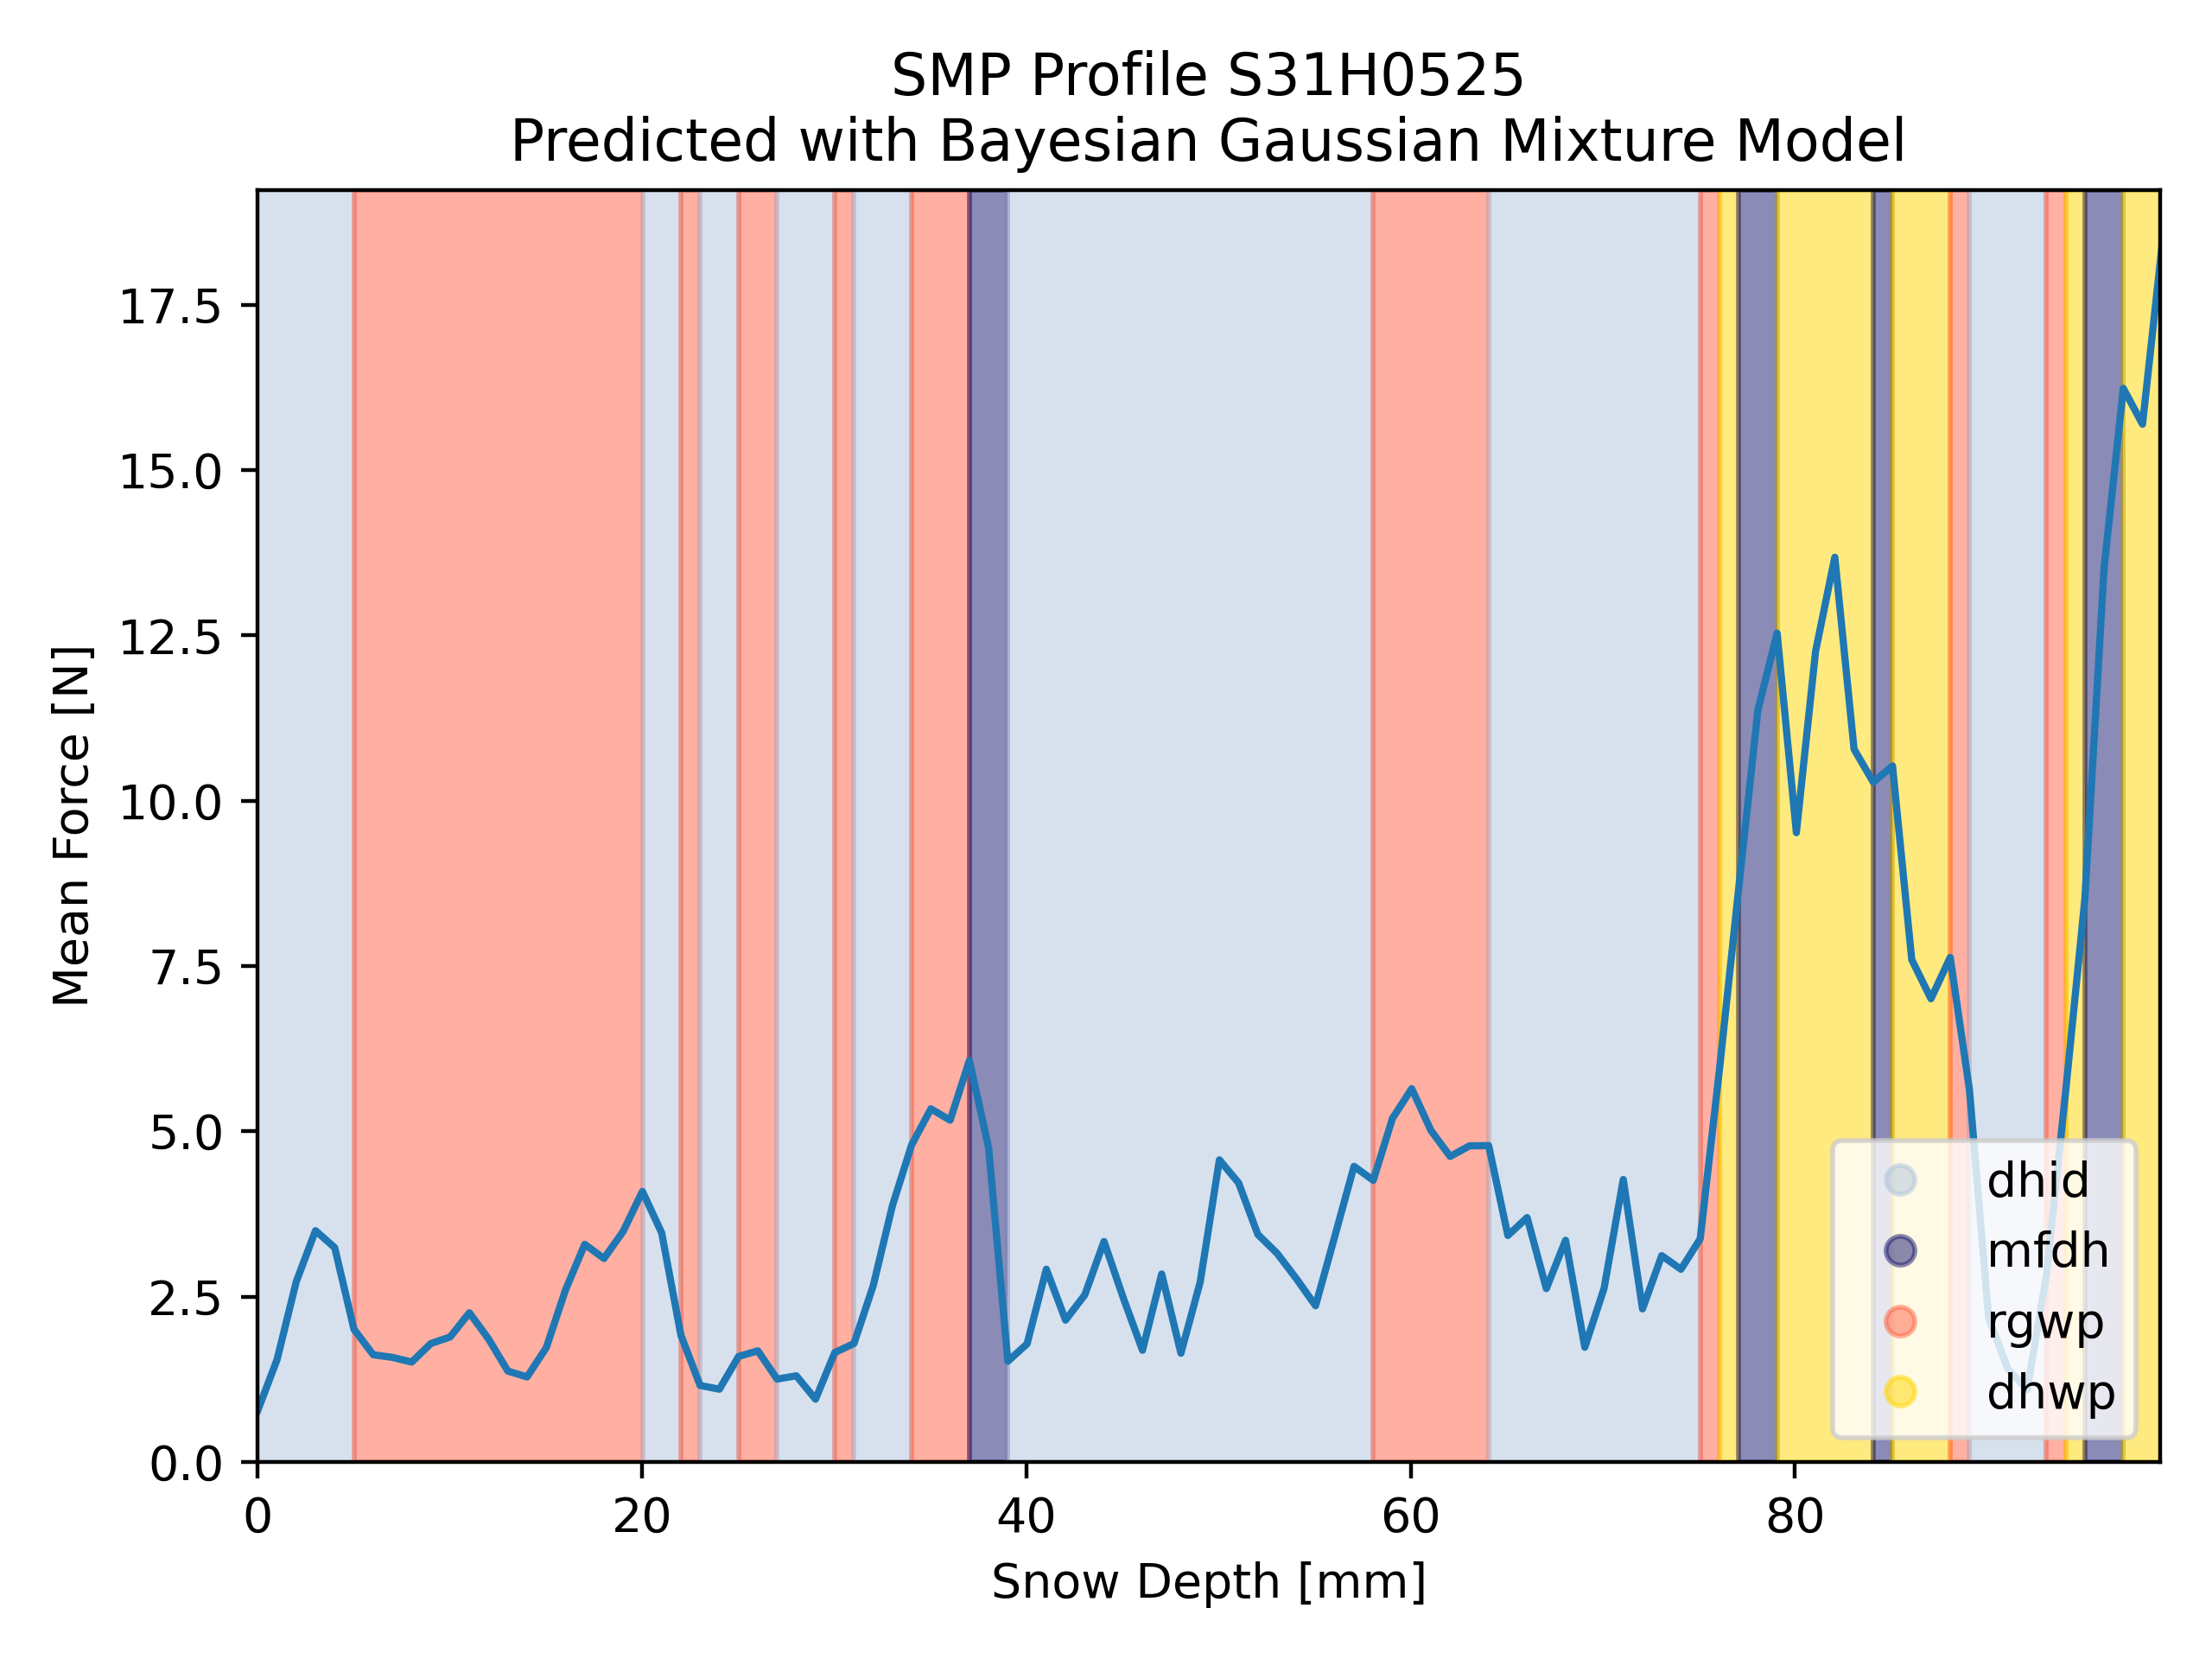 SMP Profile S31H0525
Predicted with Bayesian Gaussian Mixture Model
17.5
15.0
12.5
10.0
7.5
5.0
2.5
0.0
Mean Force [N]
dhid
mfdh
rgwp
dhwp
0 20 40 60 80
Snow Depth [mm]